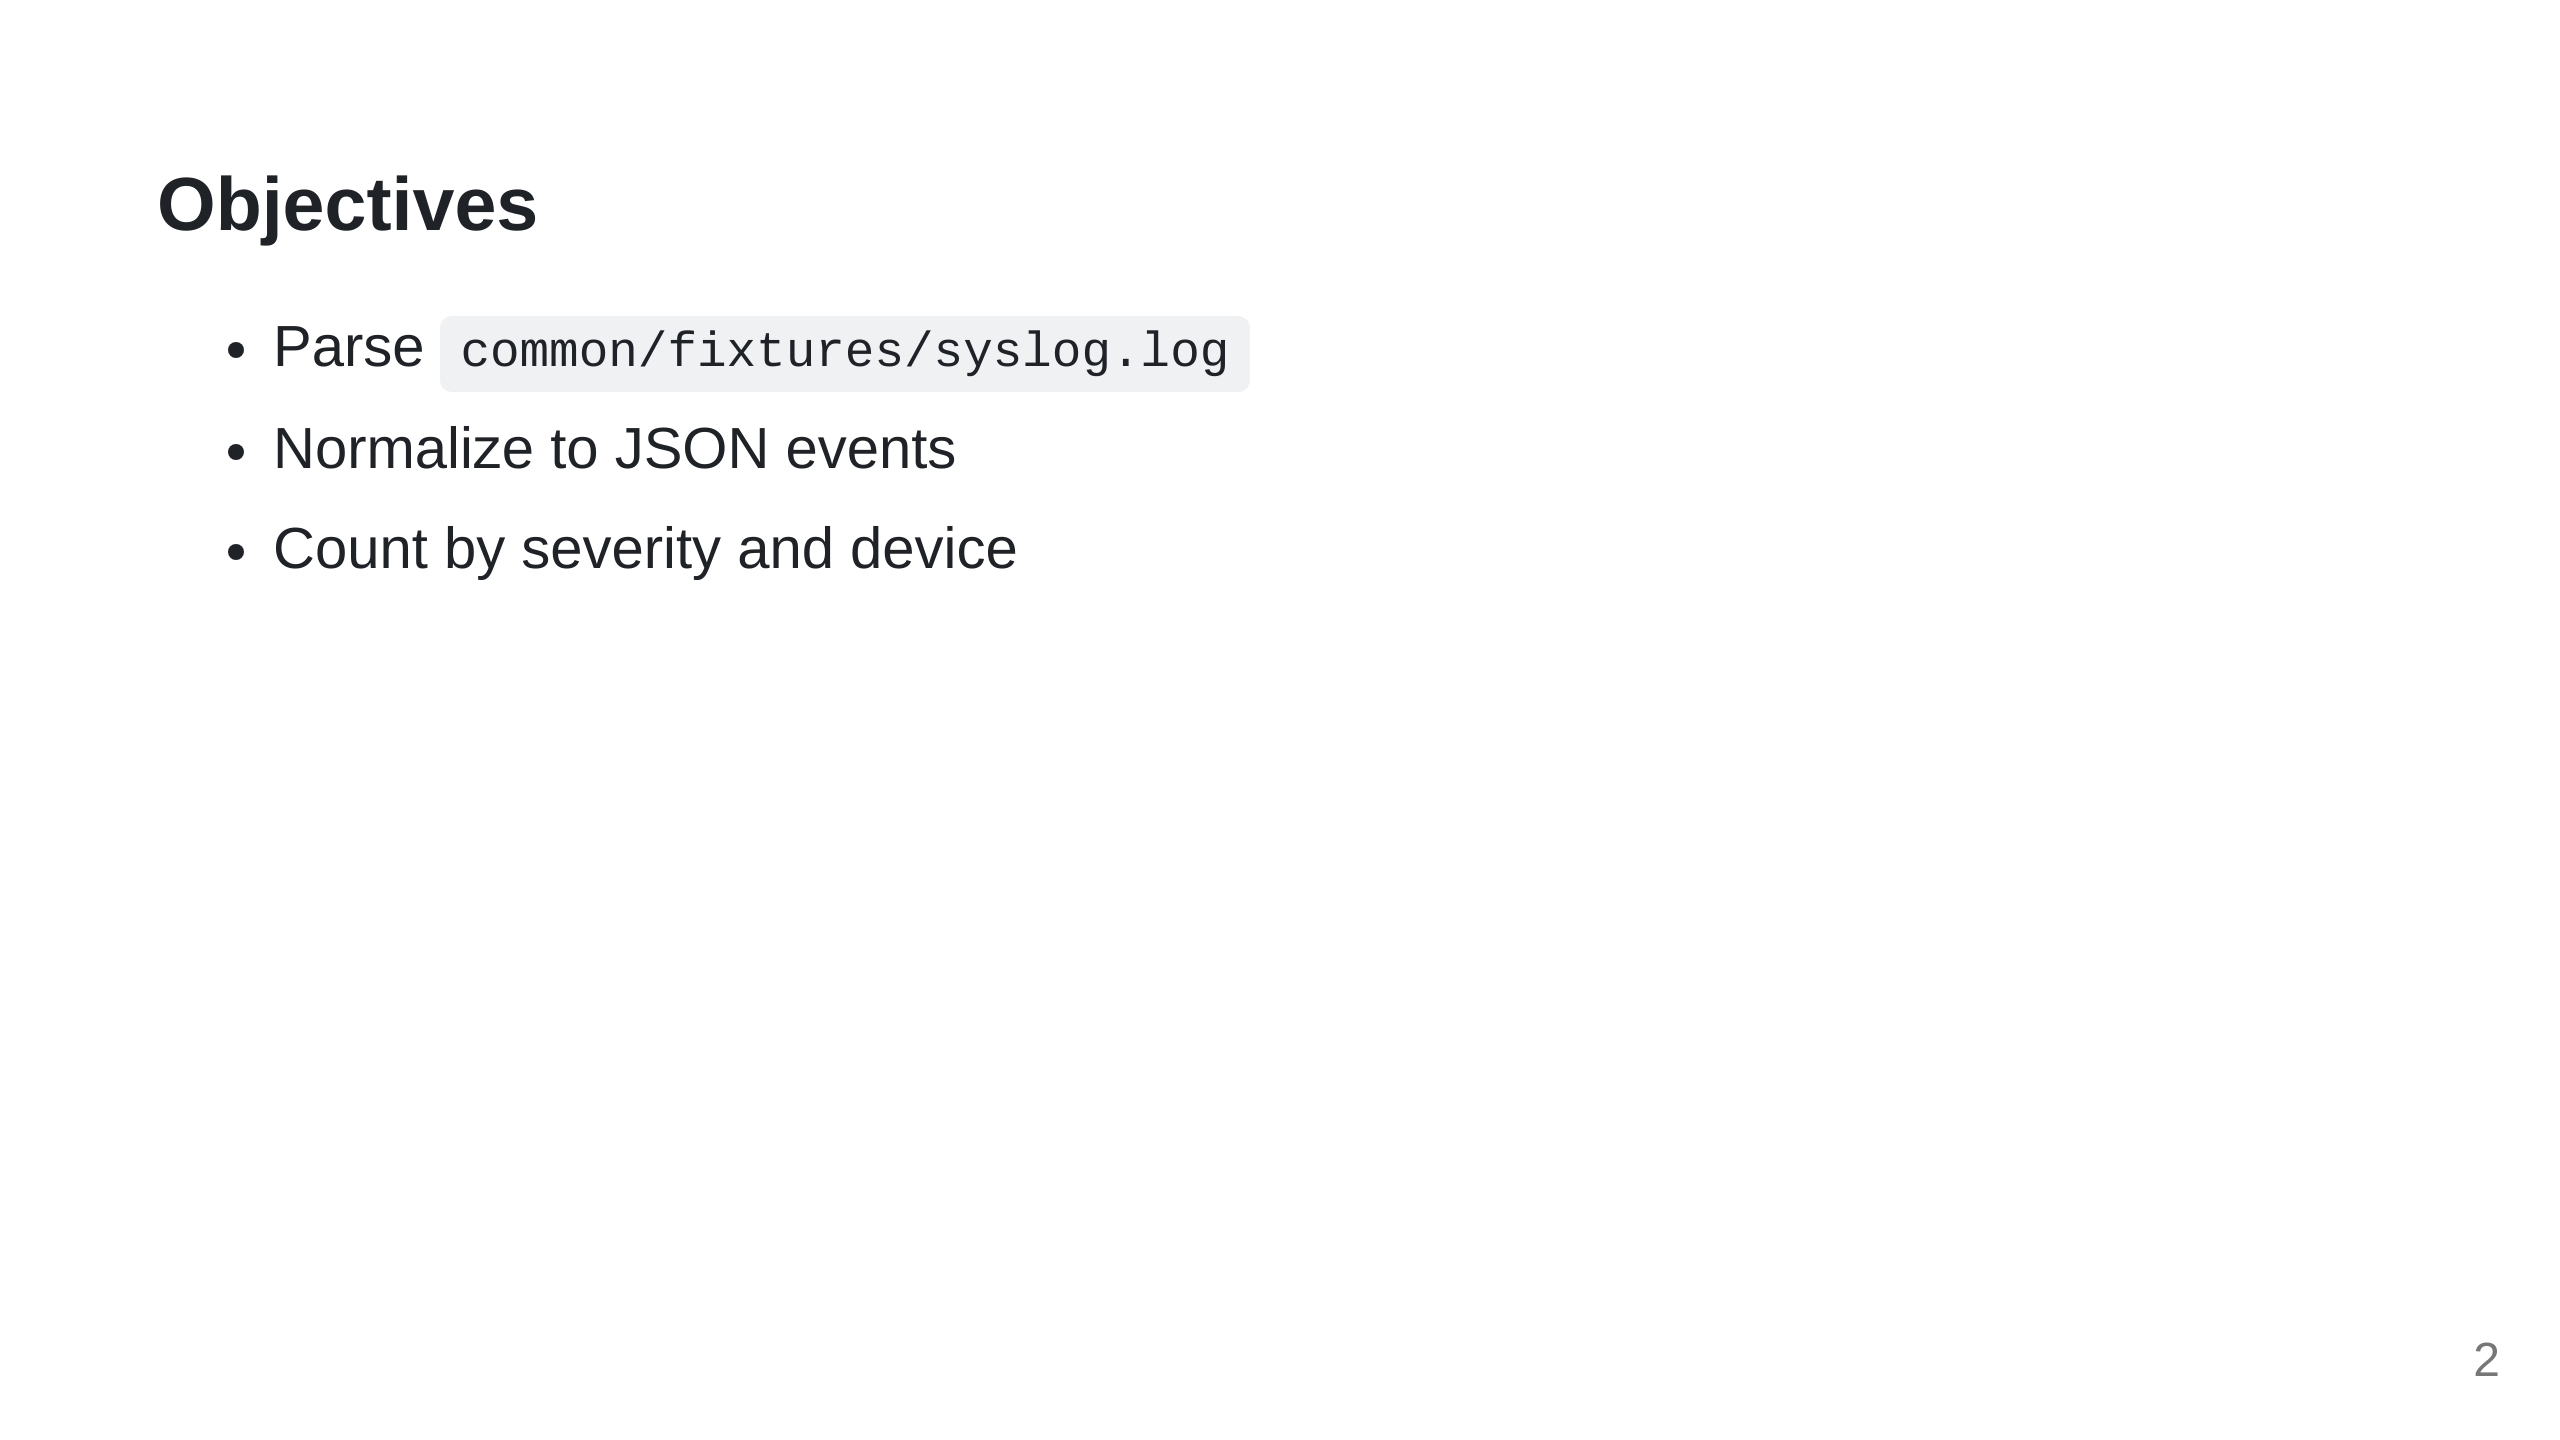 Objectives
• Parse common/fixtures/syslog.log
• Normalize to JSON events
• Count by severity and device
2